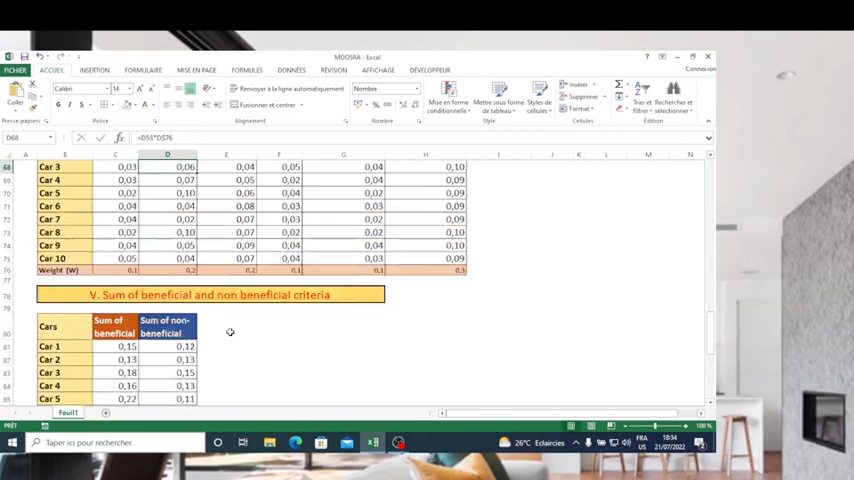 MOOSRA - Excel
FICHIER ACCUEIL INSERTION FORMULAIRE MISE EN PAGE FORMULES DONNÉES RÉVISION AFFICHAGE DÉVELOPPEUR Connexion
Calibri 14 Renvoyer à la ligne automatiquement Nombre Insérer
Coller Mise en forme conditionnelle Mettre sous forme de tableau Styles de cellules Supprimer Trier et filtrer Rechercher et sélectionner
Fusionner et centrer Format
Presse-papiers Police Alignement Nombre Style Cellules Édition
D68 =D53*D$76
A B C D E F G H I J K L M N
68 Car 3 0,03 0,06 0,04 0,05 0,04 0,10
69 Car 4 0,03 0,07 0,05 0,04 0,02 0,09
70 Car 5 0,02 0,10 0,06 0,04 0,02 0,09
71 Car 6 0,04 0,04 0,08 0,03 0,03 0,09
72 Car 7 0,04 0,02 0,07 0,03 0,02 0,09
73 Car 8 0,02 0,10 0,07 0,02 0,02 0,10
74 Car 9 0,04 0,05 0,09 0,04 0,04 0,10
75 Car 10 0,05 0,04 0,07 0,04 0,03 0,09
76 Weight (W) 0,1 0,2 0,2 0,1 0,1 0,3
77
78 V. Sum of beneficial and non beneficial criteria
79
80 Cars Sum of beneficial Sum of non-beneficial
81 Car 1 0,15 0,12
82 Car 2 0,13 0,13
83 Car 3 0,18 0,15
84 Car 4 0,16 0,13
85 Car 5 0,22 0,11
Feuil1
PRÊT 100 %
Taper ici pour rechercher 26°C Eclaircies FRA US 18:34 21/07/2022 2